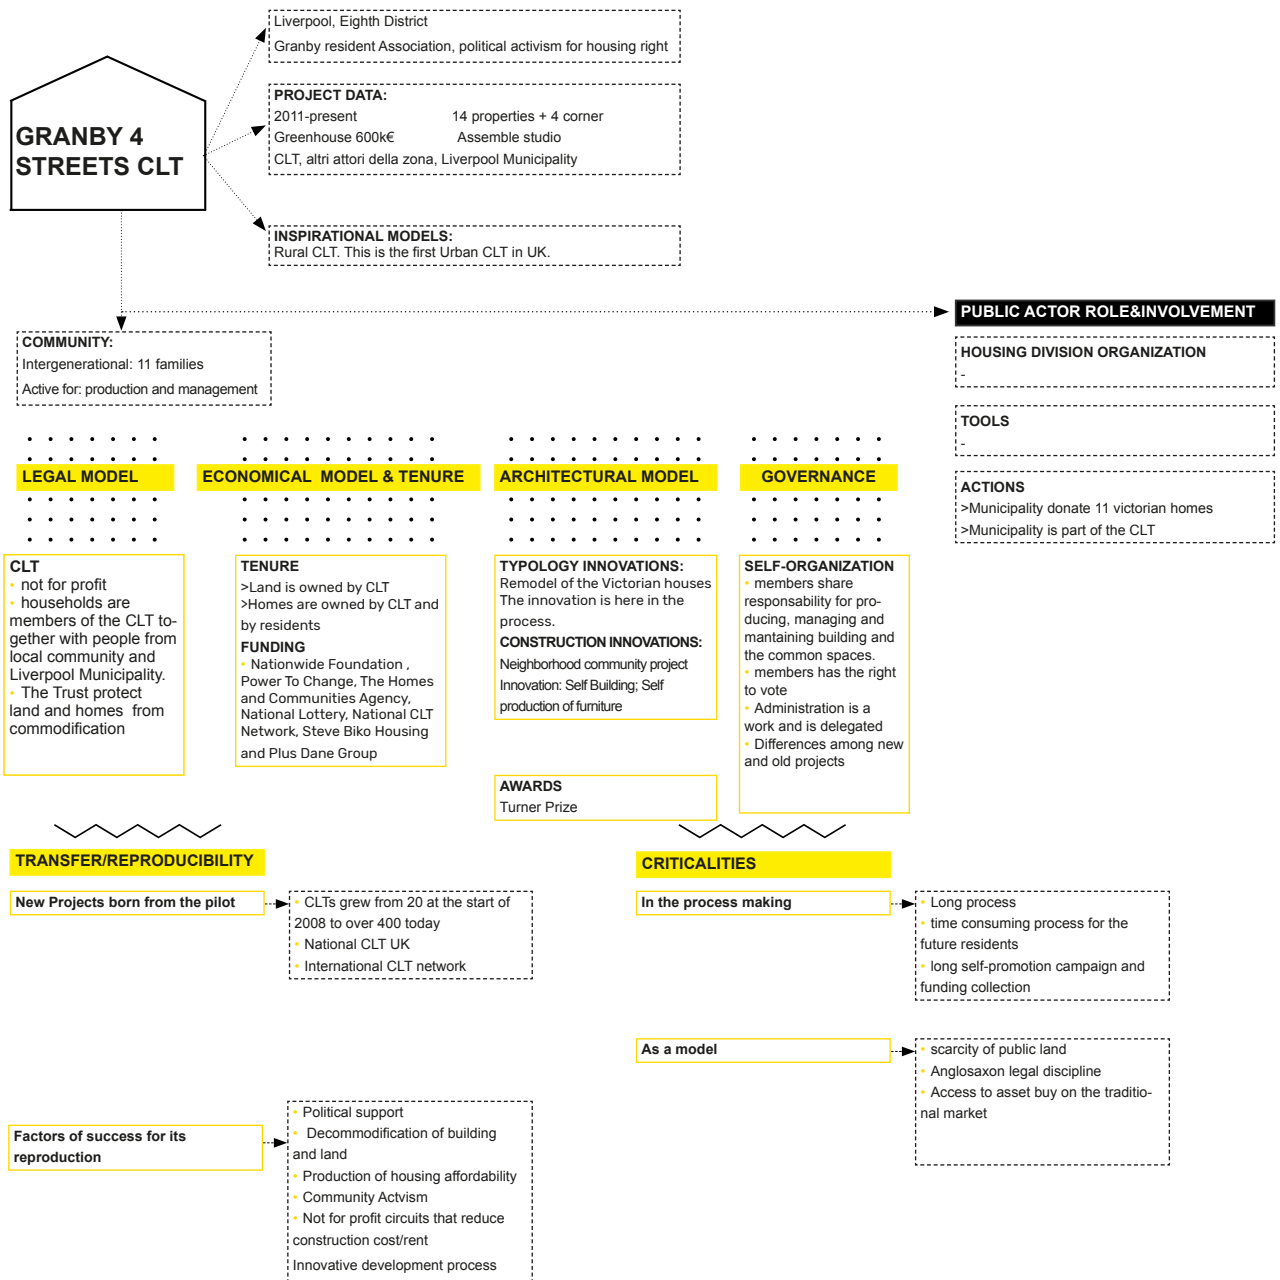 Liverpool, Eighth District
Granby resident Association, political activism for housing right
GRANBY 4
STREETS CLT
PROJECT DATA:
2011-present 14 properties + 4 corner
Greenhouse 600k€ Assemble studio
CLT, altri attori della zona, Liverpool Municipality
INSPIRATIONAL MODELS:
Rural CLT. This is the first Urban CLT in UK.
PUBLIC ACTOR ROLE&INVOLVEMENT
COMMUNITY:
Intergenerational: 11 families
Active for: production and management
HOUSING DIVISION ORGANIZATION
-
TOOLS
-
ACTIONS
>Municipality donate 11 victorian homes
>Municipality is part of the CLT
LEGAL MODEL
CLT
• not for profit
• households are
members of the CLT to-
gether with people from
local community and
Liverpool Municipality.
• The Trust protect
land and homes from
commodification
ECONOMICAL MODEL & TENURE
TENURE
>Land is owned by CLT
>Homes are owned by CLT and
by residents
FUNDING
• Nationwide Foundation ,
Power To Change, The Homes
and Communities Agency,
National Lottery, National CLT
Network, Steve Biko Housing
and Plus Dane Group
ARCHITECTURAL MODEL
TYPOLOGY INNOVATIONS:
Remodel of the Victorian houses
The innovation is here in the
process.
CONSTRUCTION INNOVATIONS:
Neighborhood community project
Innovation: Self Building; Self
production of furniture
AWARDS
Turner Prize
GOVERNANCE
SELF-ORGANIZATION
• members share
responsability for pro-
ducing, managing and
mantaining building and
the common spaces.
• members has the right
to vote
• Administration is a
work and is delegated
• Differences among new
and old projects
TRANSFER/REPRODUCIBILITY
New Projects born from the pilot
• CLTs grew from 20 at the start of
2008 to over 400 today
• National CLT UK
• International CLT network
Factors of success for its
reproduction
• Political support
• Decommodification of building
and land
• Production of housing affordability
• Community Actvism
• Not for profit circuits that reduce
construction cost/rent
Innovative development process
CRITICALITIES
In the process making
• Long process
• time consuming process for the
future residents
• long self-promotion campaign and
funding collection
As a model
• scarcity of public land
• Anglosaxon legal discipline
• Access to asset buy on the traditio-
nal market